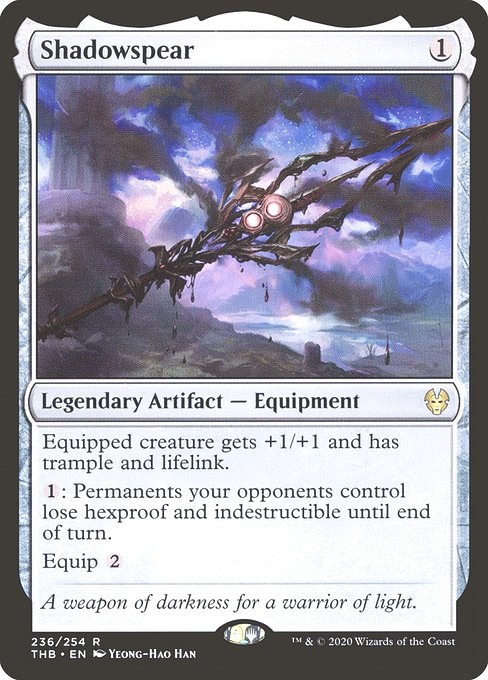 Shadowspear 1
Legendary Artifact — Equipment
Equipped creature gets +1/+1 and has
trample and lifelink.
1: Permanents your opponents control
lose hexproof and indestructible until end
of turn.
Equip 2
A weapon of darkness for a warrior of light.
236/254 R
™ & © 2020 Wizards of the Coast
THB • EN Yeong-Hao Han